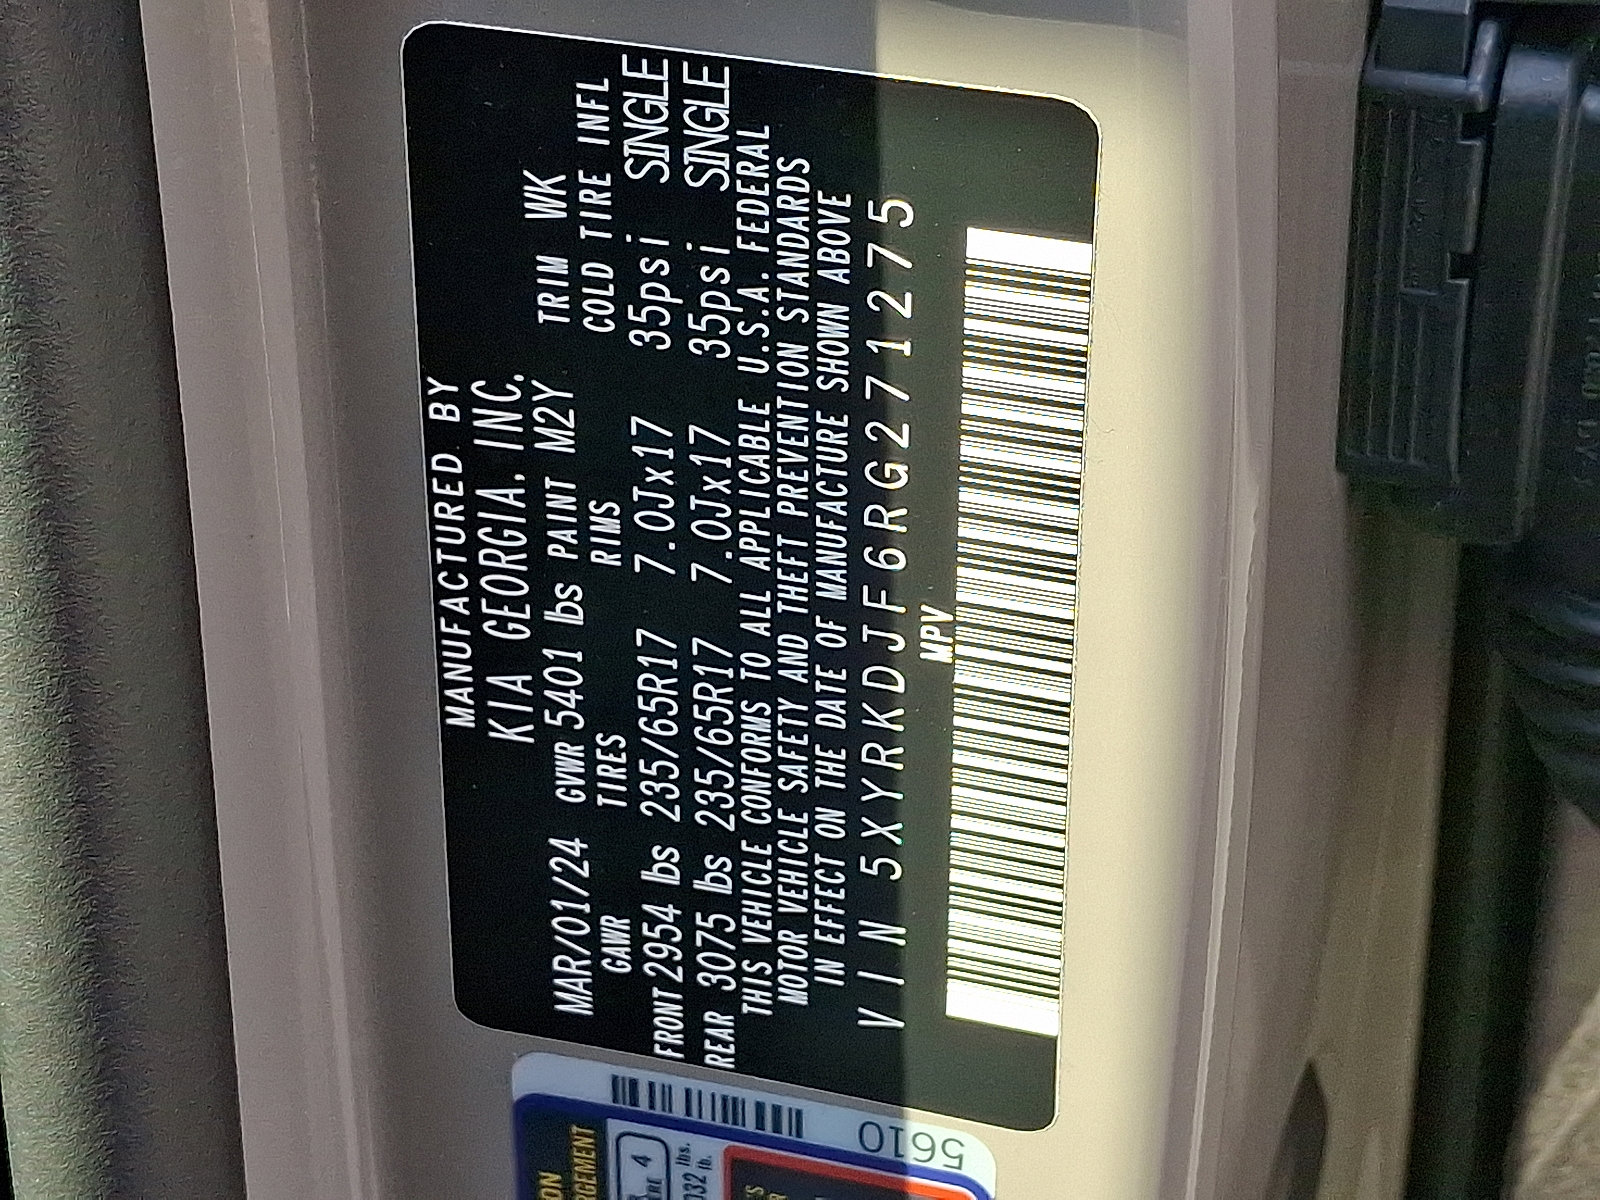 MANUFACTURED BY
KIA GEORGIA, INC.
MAR/01/24 GVWR 5401 lbs PAINT M2Y TRIM WK
GAWR TIRES RIMS COLD TIRE INFL
FRONT 2954 lbs 235/65R17 7.0Jx17 35psi SINGLE
REAR 3075 lbs 235/65R17 7.0Jx17 35psi SINGLE
THIS VEHICLE CONFORMS TO ALL APPLICABLE U.S.A. FEDERAL
MOTOR VEHICLE SAFETY AND THEFT PREVENTION STANDARDS
IN EFFECT ON THE DATE OF MANUFACTURE SHOWN ABOVE
VIN 5XYRKDJF6RG271275
MPV
5610